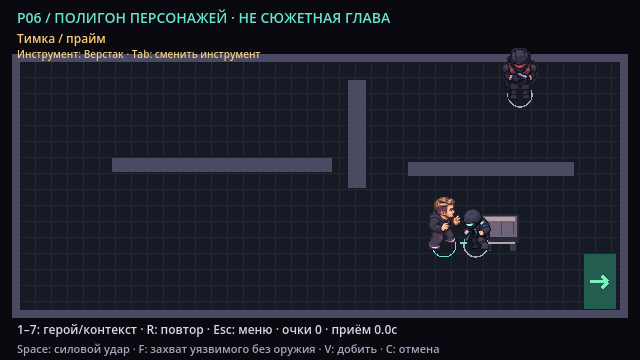 P06 / ПОЛИГОН ПЕРСОНАЖЕЙ · НЕ СЮЖЕТНАЯ ГЛАВА
Тимка / прайм
Инструмент: Верстак · Tab: сменить инструмент
1–7: герой/контекст · R: повтор · Esc: меню · очки 0 · приём 0.0с
Space: силовой удар · F: захват уязвимого без оружия · V: добить · C: отмена